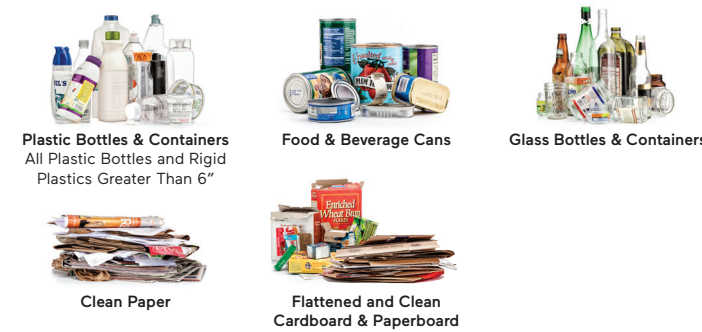 Plastic Bottles & Containers
All Plastic Bottles and Rigid
Plastics Greater Than 6”
Food & Beverage Cans
Glass Bottles & Containers
Clean Paper
Enriched
Wheat Bran
FLAKES
Flattened and Clean
Cardboard & Paperboard